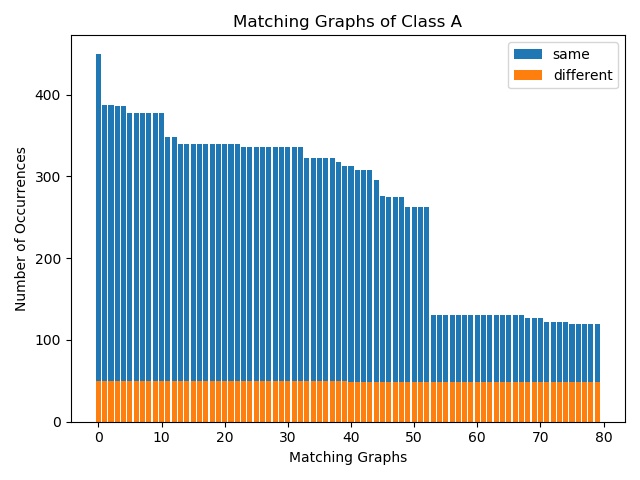 Matching Graphs of Class A
same
different
Number of Occurrences
400
300
200
100
0
0 10 20 30 40 50 60 70 80
Matching Graphs